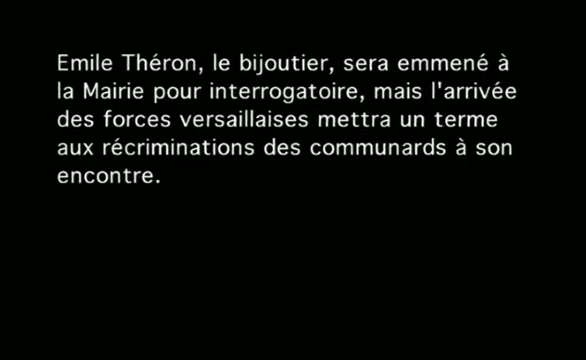 Emile Théron, le bijoutier, sera emmené à
la Mairie pour interrogatoire, mais l'arrivée
des forces versaillaises mettra un terme
aux récriminations des communards à son
encontre.